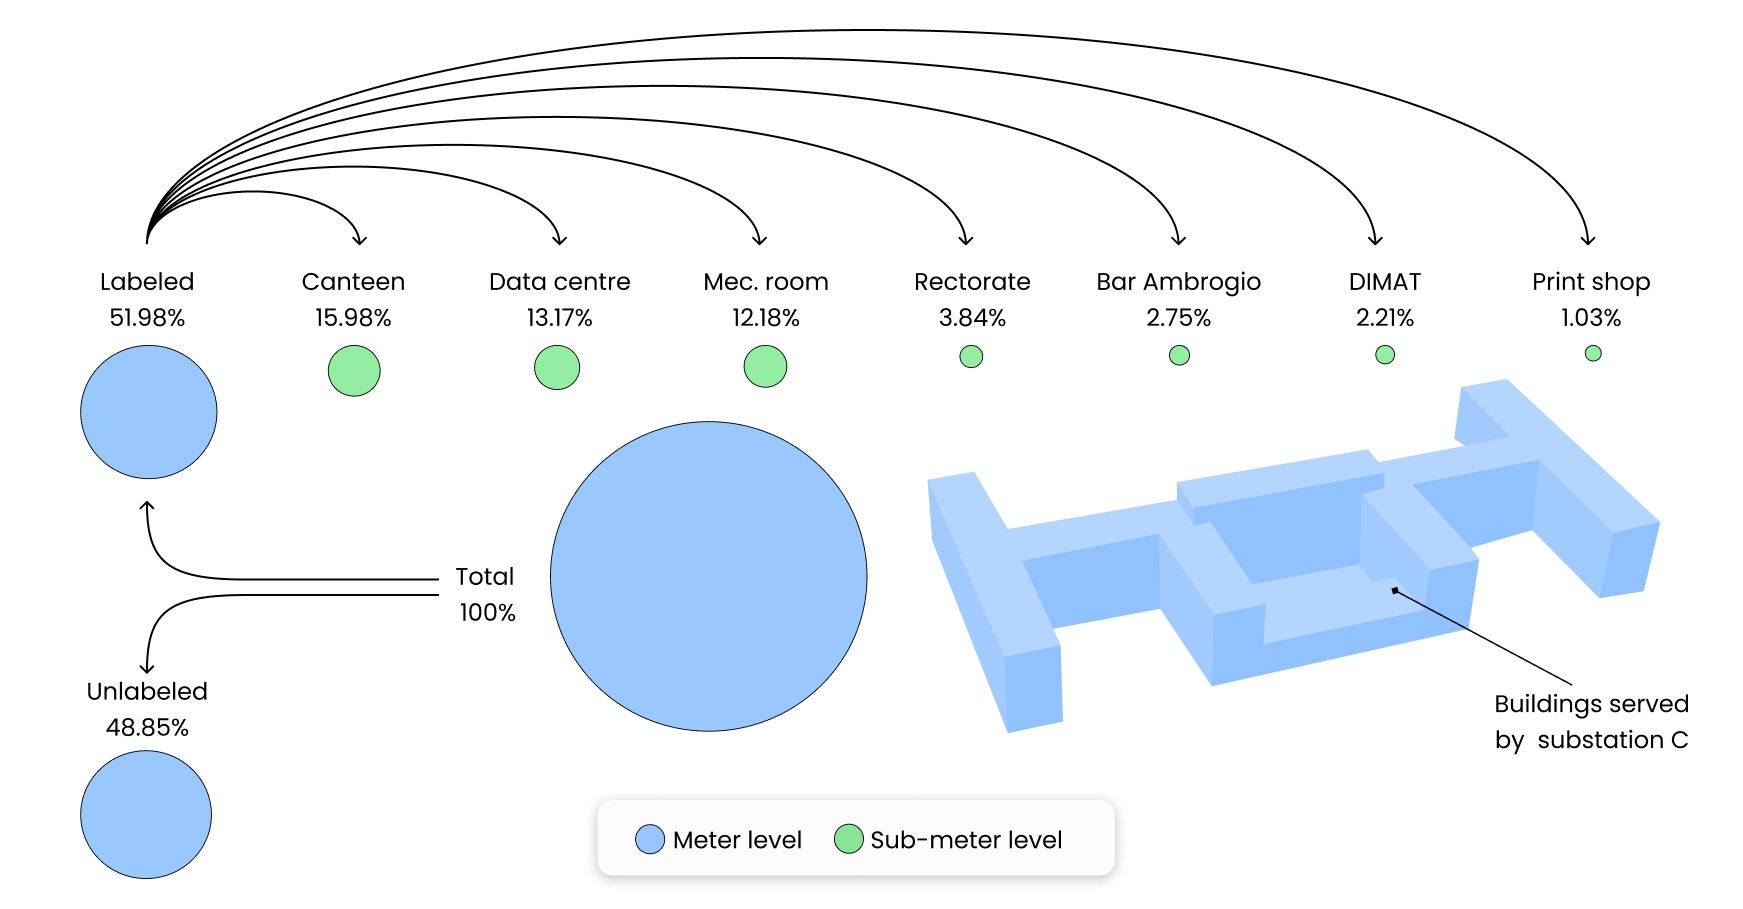 Labeled
51.98%
Canteen
15.98%
Data centre
13.17%
Mec. room
12.18%
Rectorate
3.84%
Bar Ambrogio
2.75%
DIMAT
2.21%
Print shop
1.03%
Total
100%
Unlabeled
48.85%
Buildings served
by substation C
Meter level
Sub-meter level